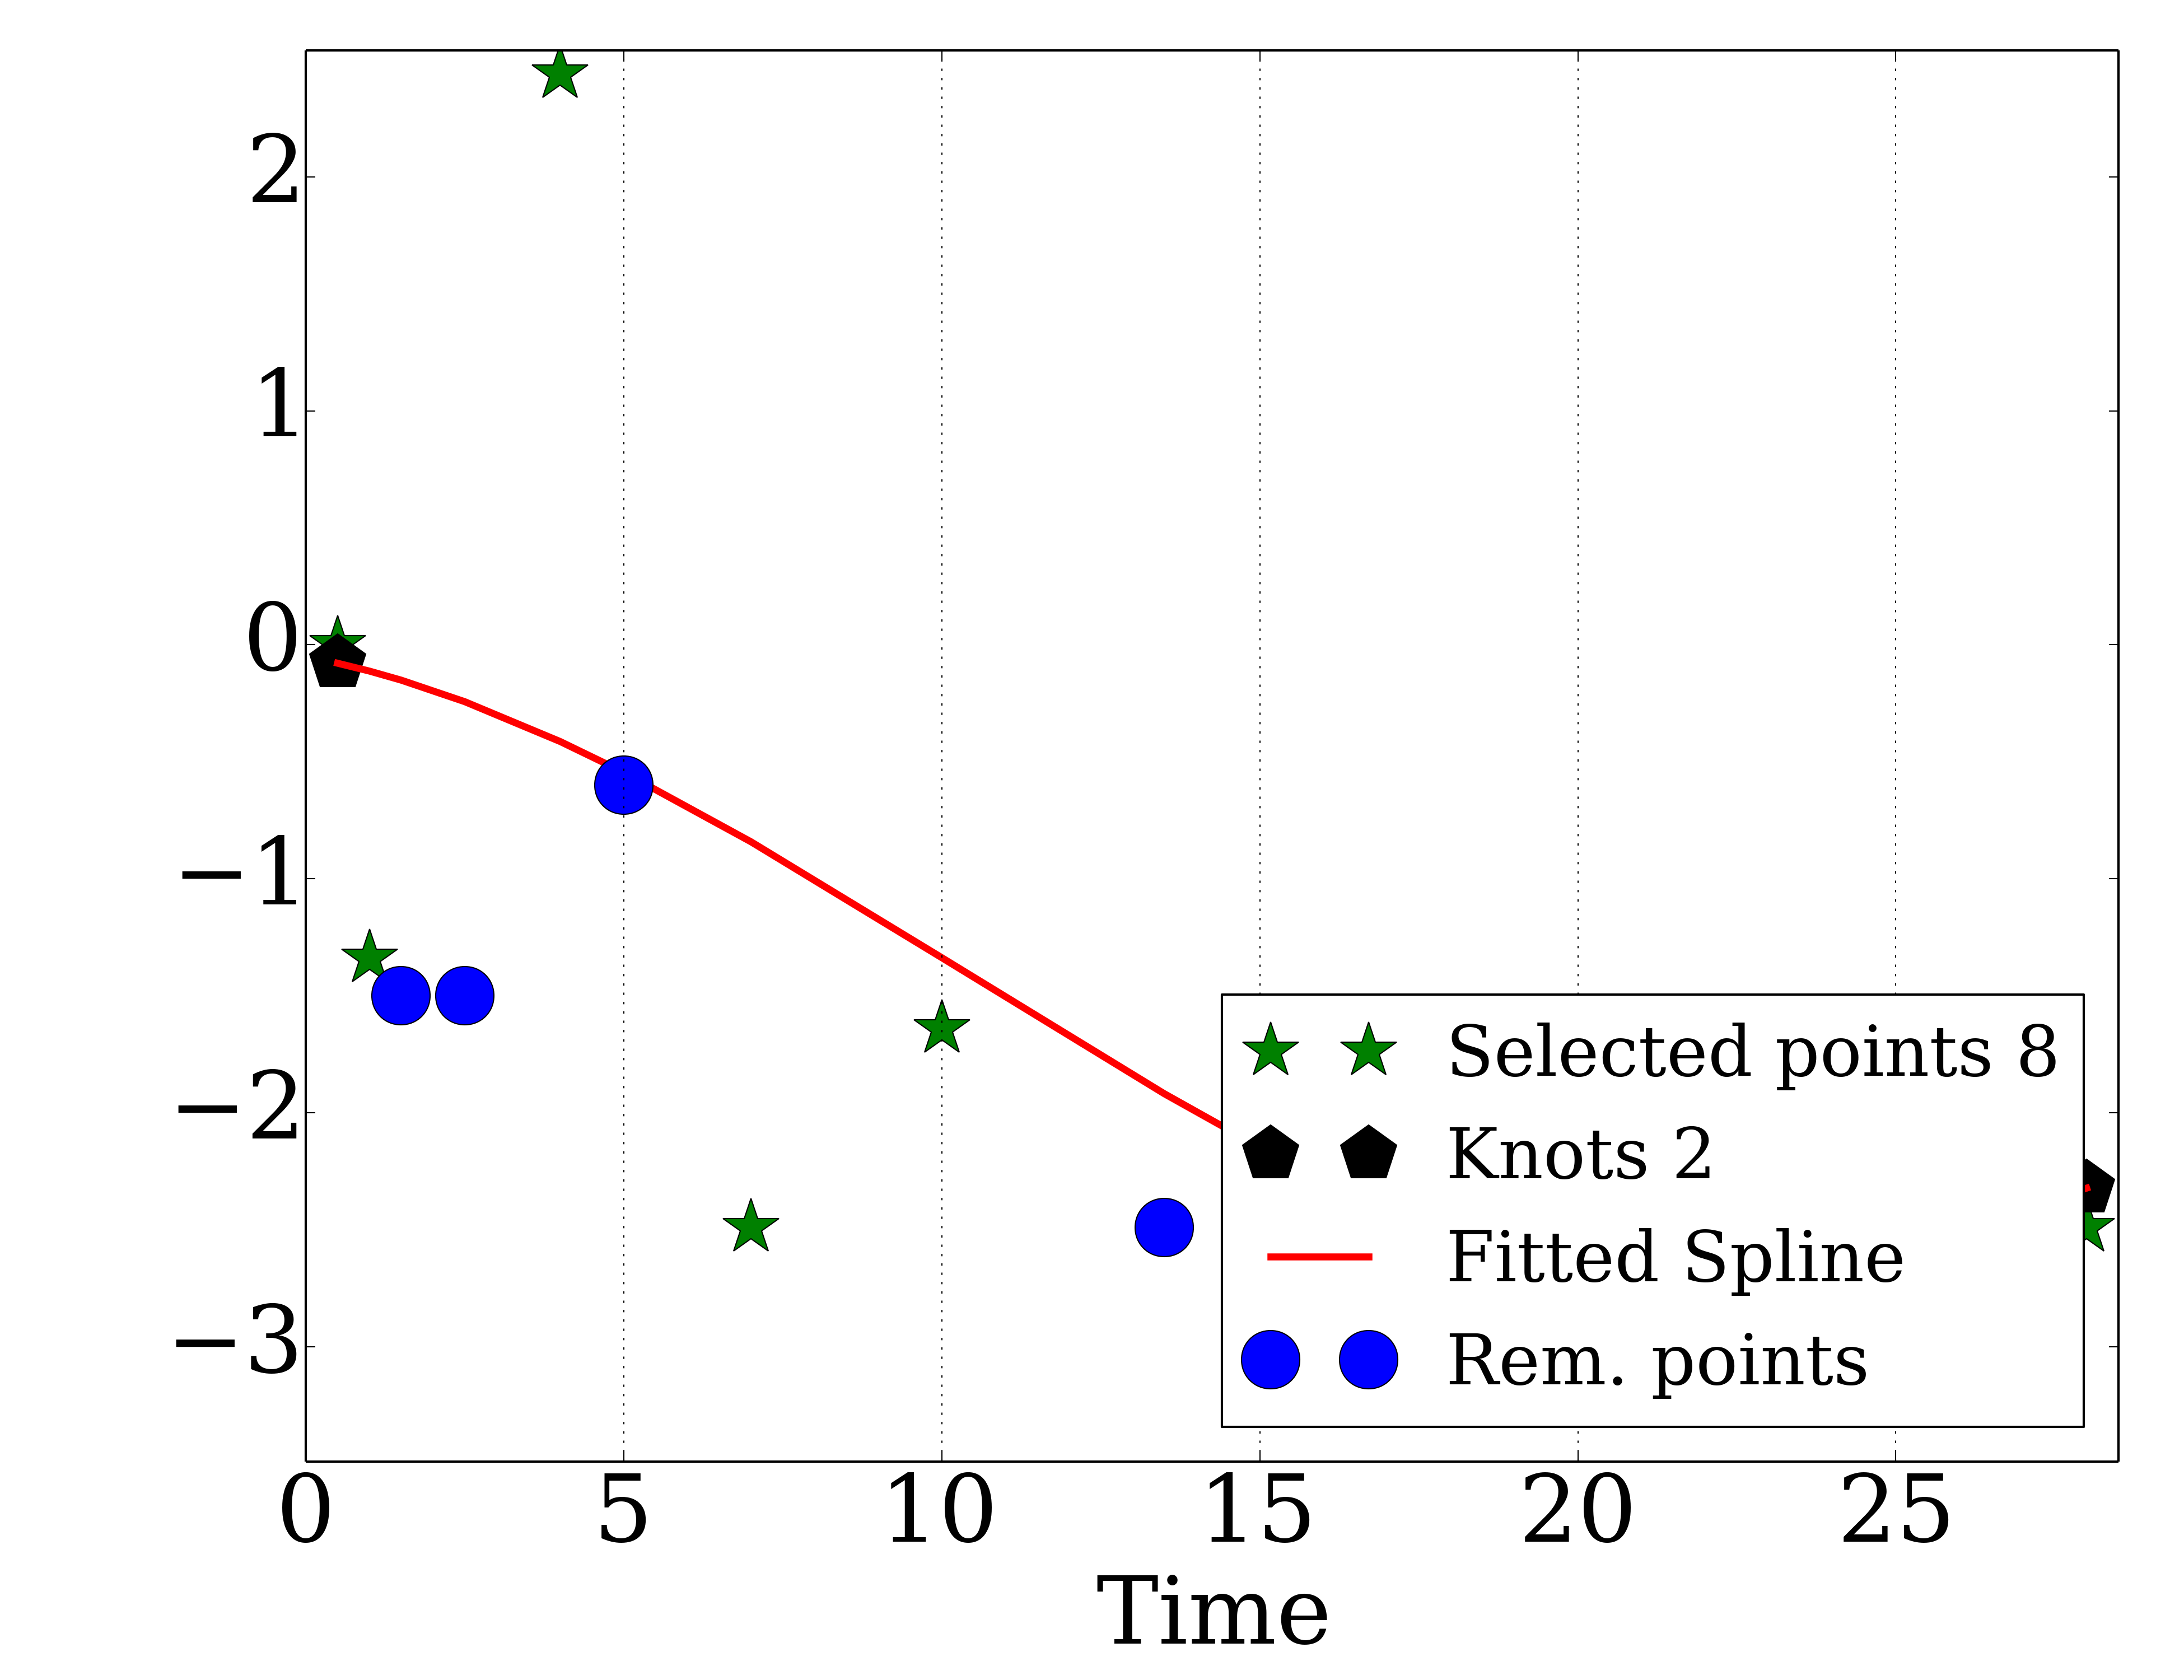 2
1
0
−1
−2
−3
0 5 10 15 20 25
Time
Selected points 8
Knots 2
Fitted Spline
Rem. points